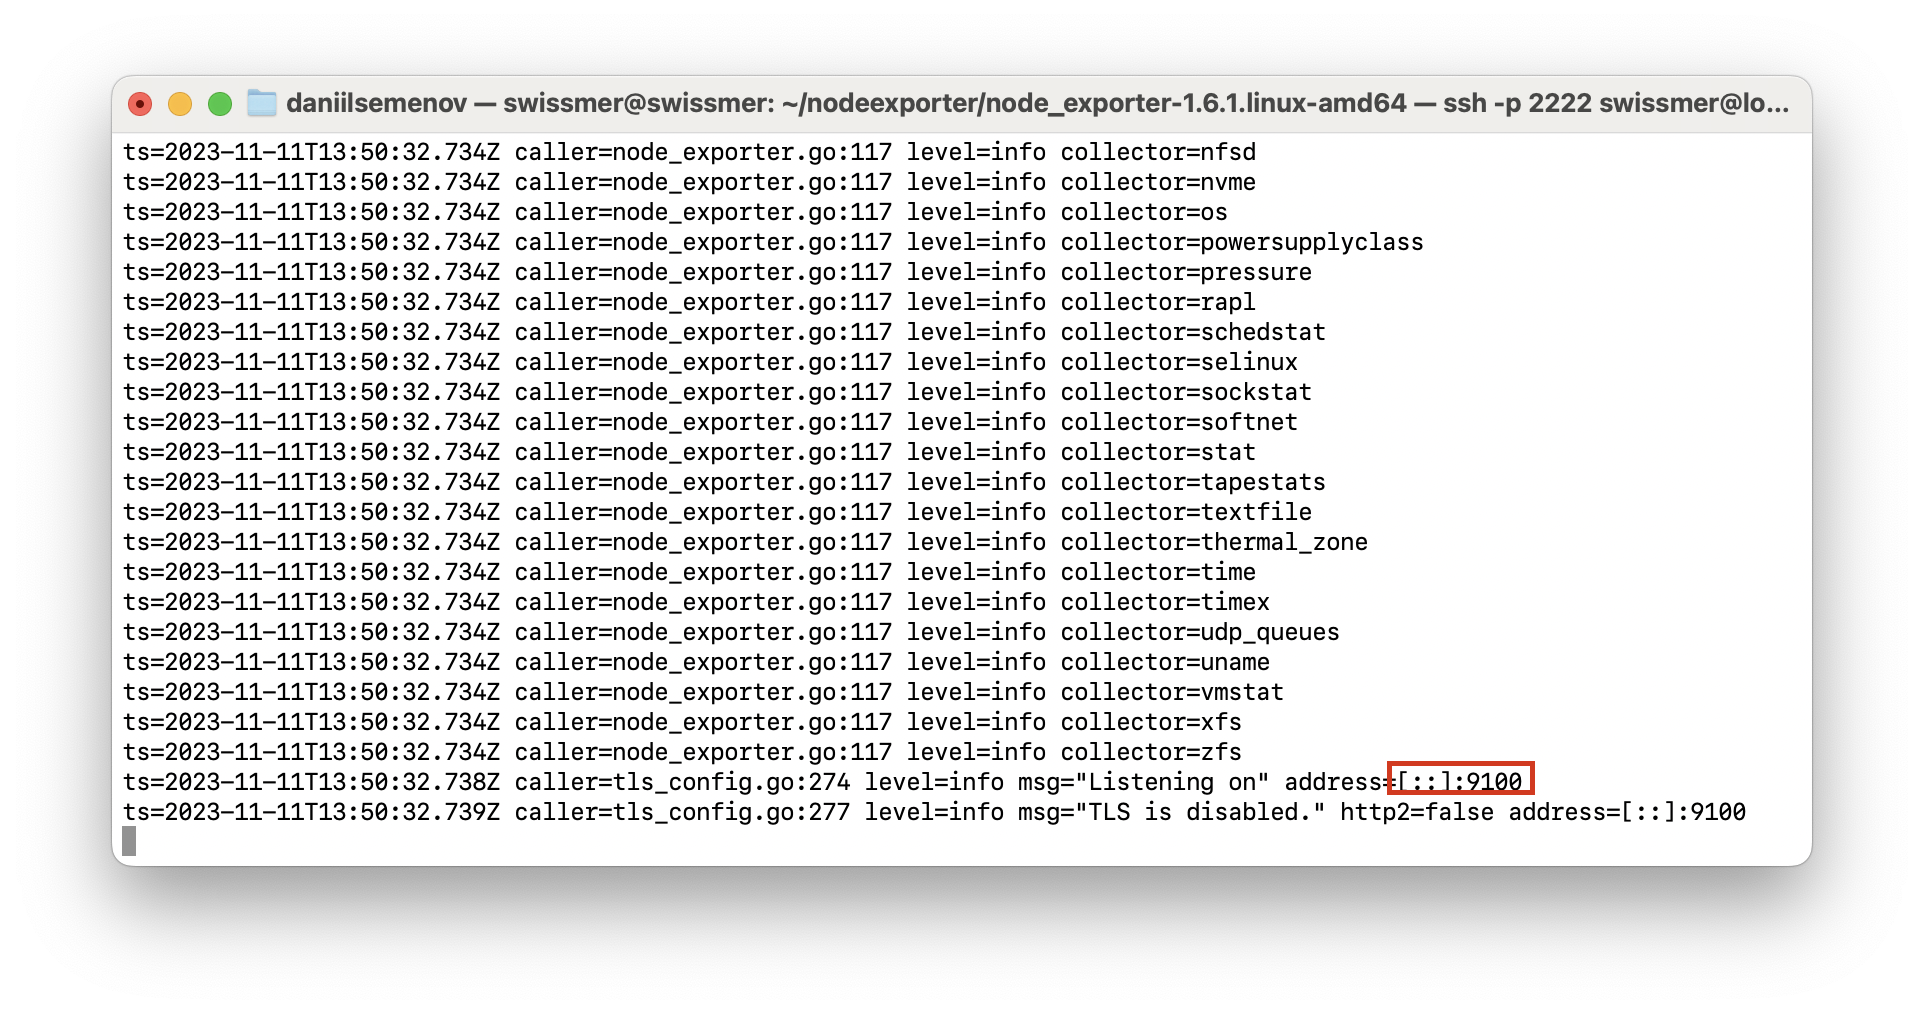 daniilsemenov — swissmer@swissmer: ~/nodeexporter/node_exporter-1.6.1.linux-amd64 — ssh -p 2222 swissmer@lo...
ts=2023-11-11T13:50:32.734Z caller=node_exporter.go:117 level=info collector=nfsd
ts=2023-11-11T13:50:32.734Z caller=node_exporter.go:117 level=info collector=nvme
ts=2023-11-11T13:50:32.734Z caller=node_exporter.go:117 level=info collector=os
ts=2023-11-11T13:50:32.734Z caller=node_exporter.go:117 level=info collector=powersupplyclass
ts=2023-11-11T13:50:32.734Z caller=node_exporter.go:117 level=info collector=pressure
ts=2023-11-11T13:50:32.734Z caller=node_exporter.go:117 level=info collector=rapl
ts=2023-11-11T13:50:32.734Z caller=node_exporter.go:117 level=info collector=schedstat
ts=2023-11-11T13:50:32.734Z caller=node_exporter.go:117 level=info collector=selinux
ts=2023-11-11T13:50:32.734Z caller=node_exporter.go:117 level=info collector=sockstat
ts=2023-11-11T13:50:32.734Z caller=node_exporter.go:117 level=info collector=softnet
ts=2023-11-11T13:50:32.734Z caller=node_exporter.go:117 level=info collector=stat
ts=2023-11-11T13:50:32.734Z caller=node_exporter.go:117 level=info collector=tapestats
ts=2023-11-11T13:50:32.734Z caller=node_exporter.go:117 level=info collector=textfile
ts=2023-11-11T13:50:32.734Z caller=node_exporter.go:117 level=info collector=thermal_zone
ts=2023-11-11T13:50:32.734Z caller=node_exporter.go:117 level=info collector=time
ts=2023-11-11T13:50:32.734Z caller=node_exporter.go:117 level=info collector=timex
ts=2023-11-11T13:50:32.734Z caller=node_exporter.go:117 level=info collector=udp_queues
ts=2023-11-11T13:50:32.734Z caller=node_exporter.go:117 level=info collector=uname
ts=2023-11-11T13:50:32.734Z caller=node_exporter.go:117 level=info collector=vmstat
ts=2023-11-11T13:50:32.734Z caller=node_exporter.go:117 level=info collector=xfs
ts=2023-11-11T13:50:32.734Z caller=node_exporter.go:117 level=info collector=zfs
ts=2023-11-11T13:50:32.738Z caller=tls_config.go:274 level=info msg="Listening on" address=[::]:9100
ts=2023-11-11T13:50:32.739Z caller=tls_config.go:277 level=info msg="TLS is disabled." http2=false address=[::]:9100